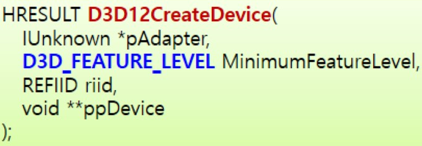 HRESULT D3D12CreateDevice(
IUnknown *pAdapter,
D3D_FEATURE_LEVEL MinimumFeatureLevel,
REFIID riid,
void **ppDevice
);